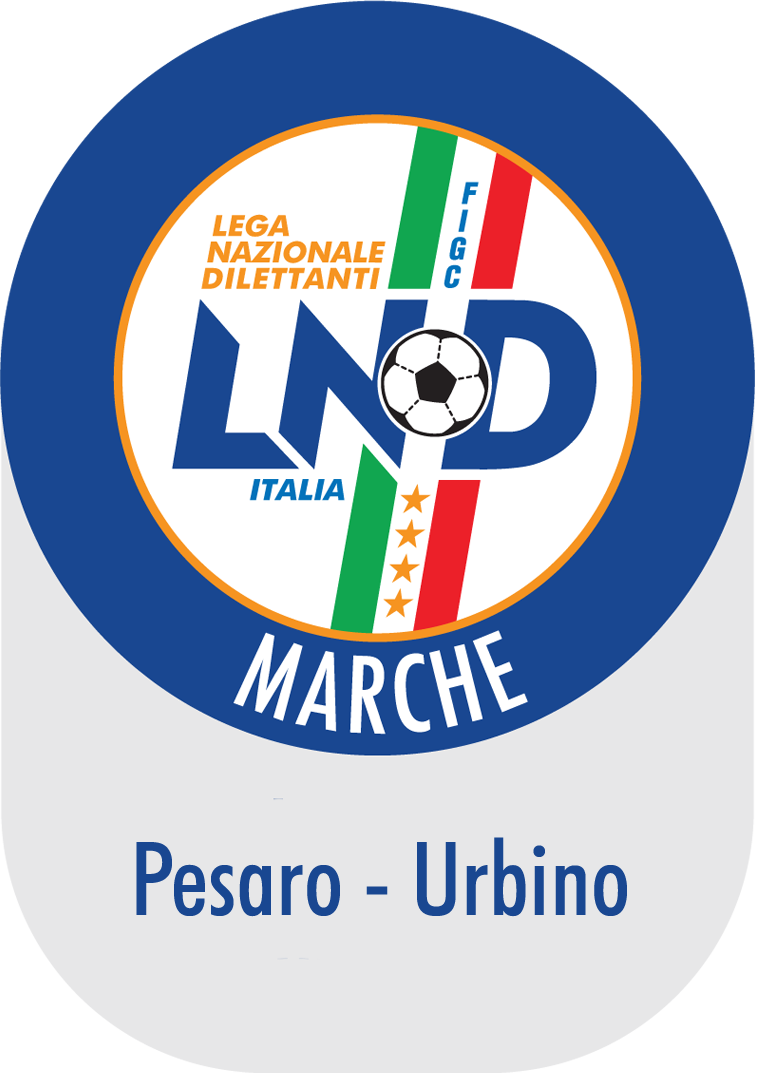 LEGA
NAZIONALE
DILETTANTI
FIGC
LND
ITALIA
MARCHE
Pesaro - Urbino